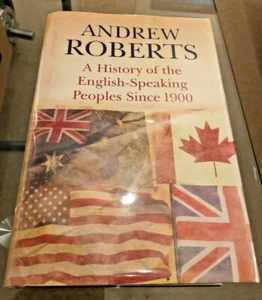 ANDREW
ROBERTS
A History of the
English-Speaking
Peoples Since 1900